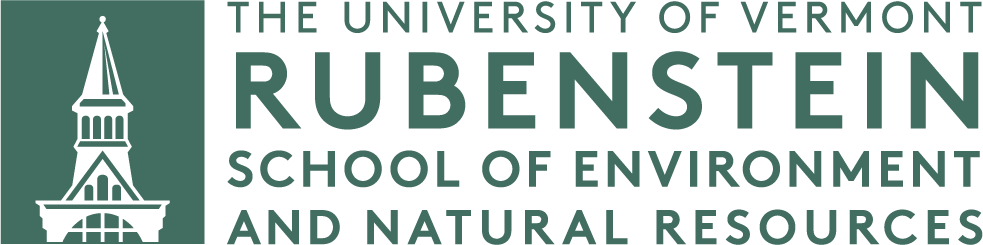 THE UNIVERSITY OF VERMONT
RUBENSTEIN
SCHOOL OF ENVIRONMENT
AND NATURAL RESOURCES